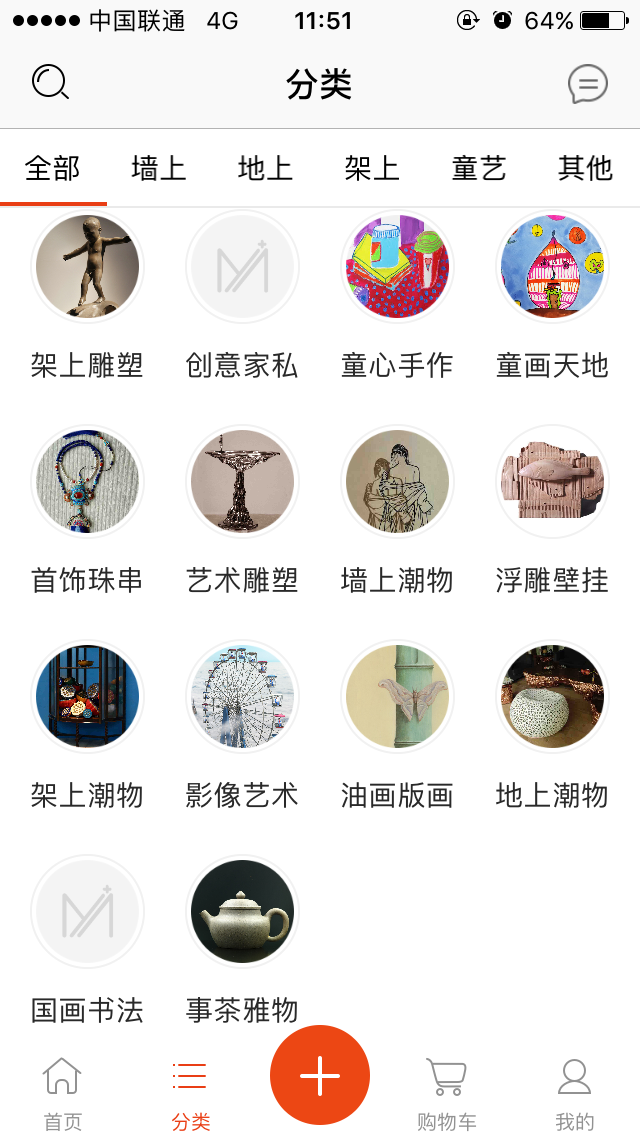 中国联通 4G 11:51 64%
分类
全部 墙上 地上 架上 童艺 其他
架上雕塑 创意家私 童心手作 童画天地
首饰珠串 艺术雕塑 墙上潮物 浮雕壁挂
架上潮物 影像艺术 油画版画 地上潮物
国画书法 事茶雅物
首页 分类 购物车 我的